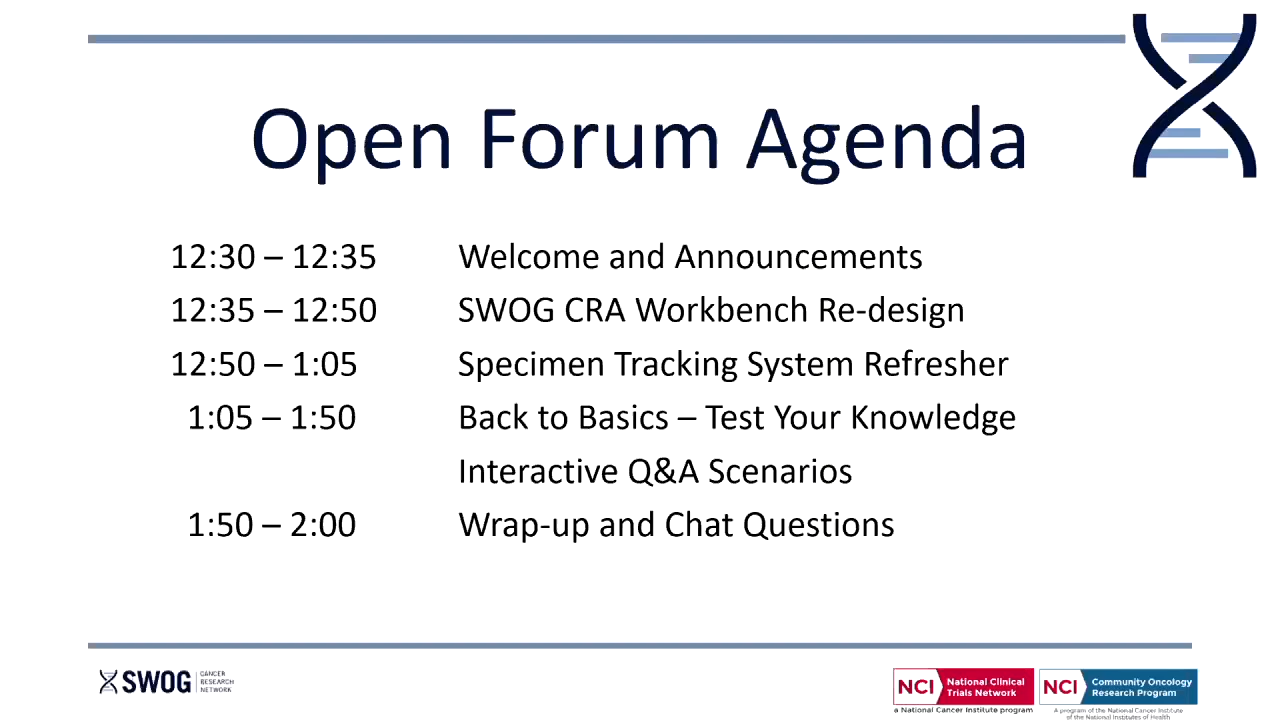 Open Forum Agenda
12:30 – 12:35 Welcome and Announcements
12:35 – 12:50 SWOG CRA Workbench Re-design
12:50 – 1:05 Specimen Tracking System Refresher
1:05 – 1:50 Back to Basics – Test Your Knowledge
Interactive Q&A Scenarios
1:50 – 2:00 Wrap-up and Chat Questions
SWOG
CANCER
RESEARCH
NETWORK
NCI
National Clinical
Trials Network
a National Cancer Institute program
NCI
Community Oncology
Research Program
A program of the National Cancer Institute
of the National Institutes of Health